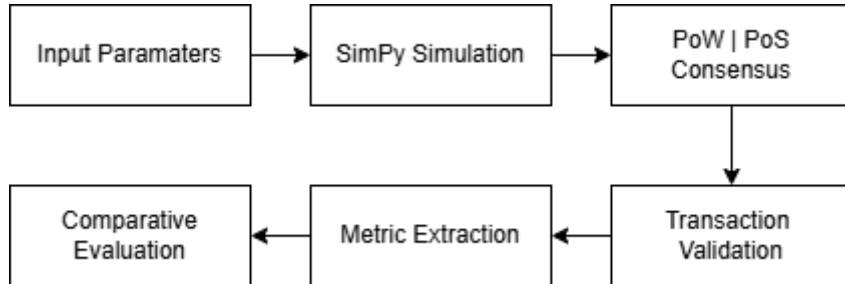 Input Paramaters
SimPy Simulation
PoW | PoS
Consensus
Comparative
Evaluation
Metric Extraction
Transaction
Validation